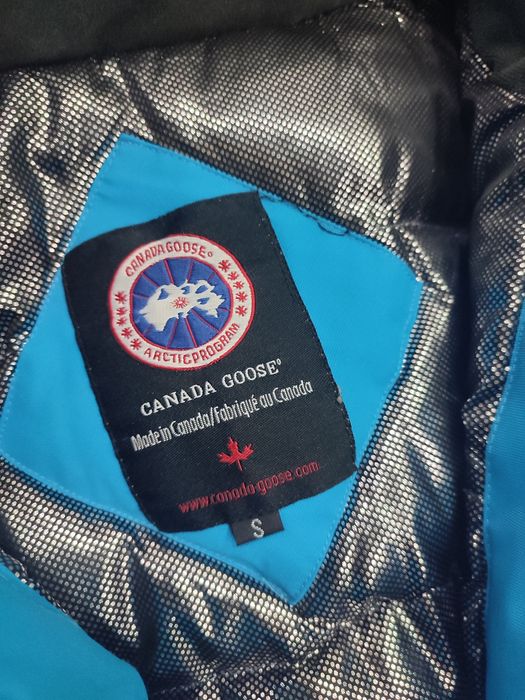 CANADA GOOSE®
ARCTIC PROGRAM
CANADA GOOSE®
Made in Canada/Fabriqué au Canada
www.canada-goose.com
S